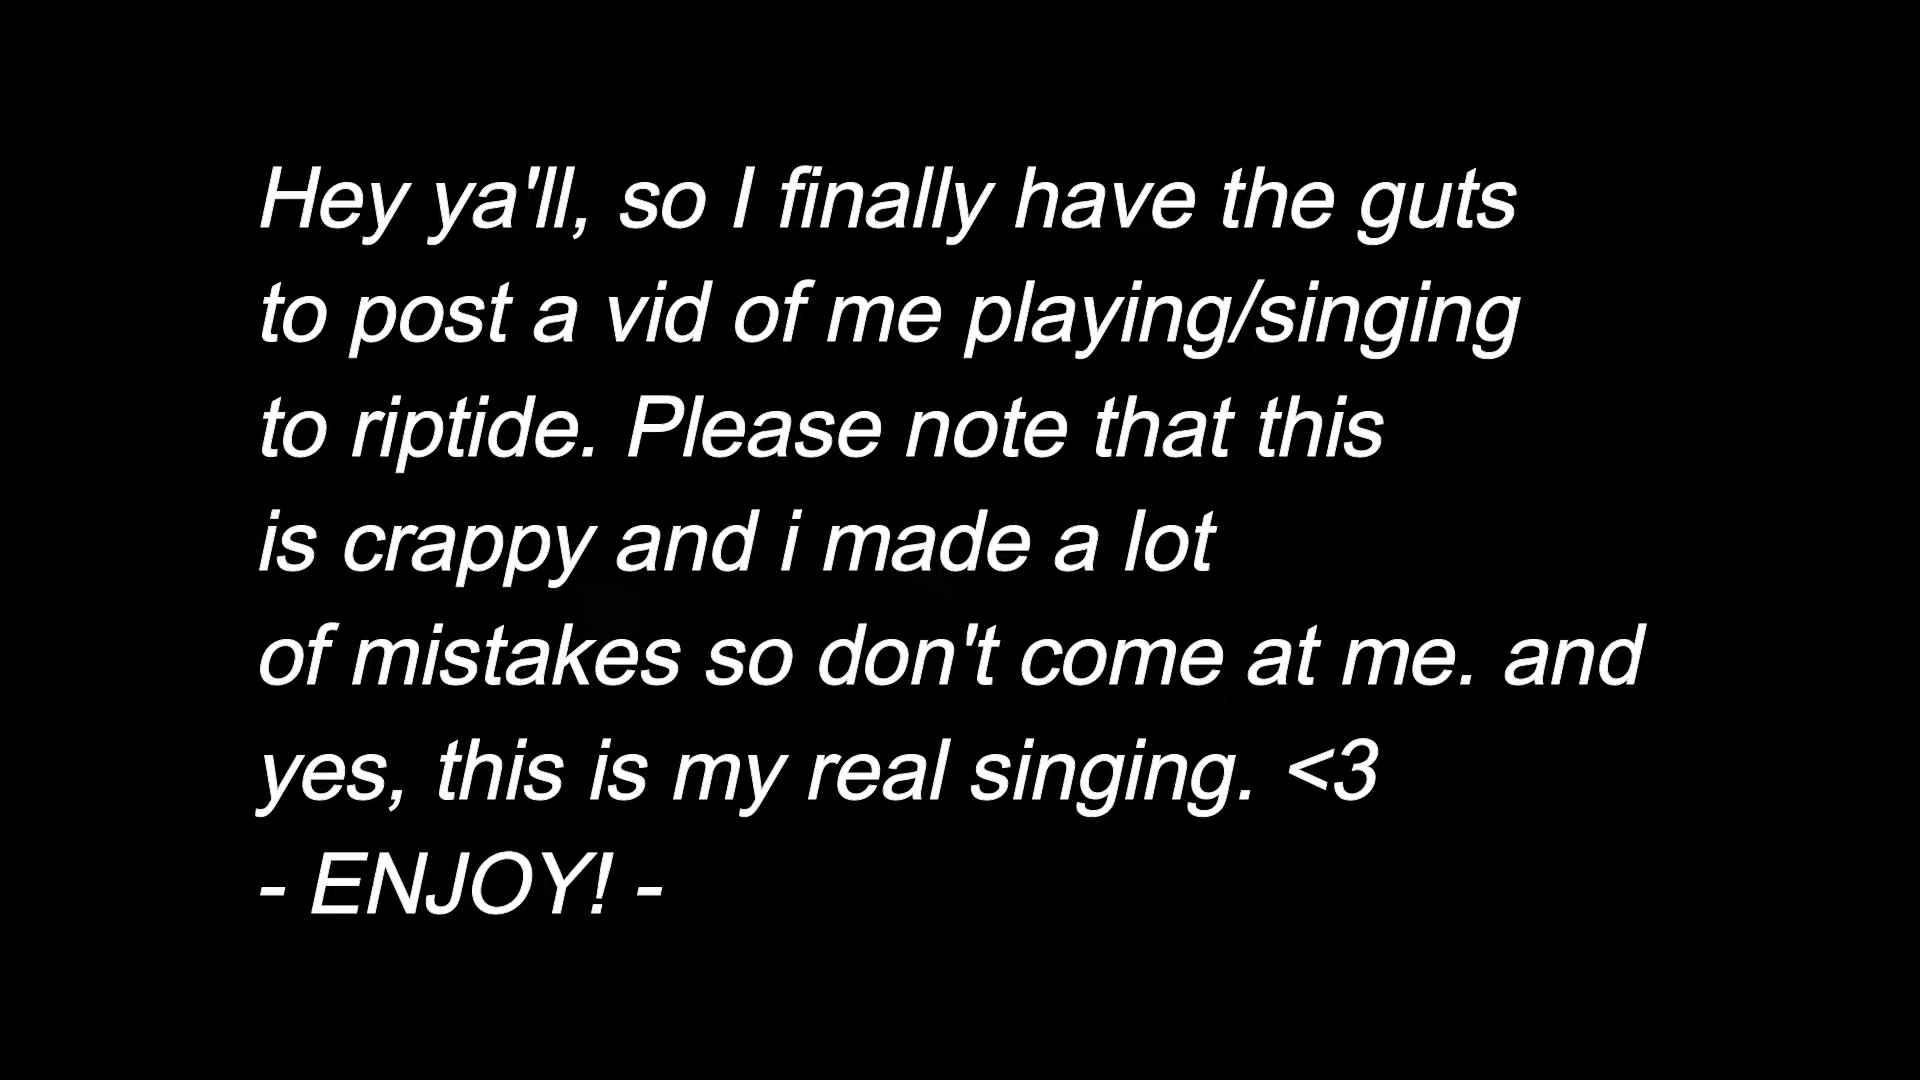 Hey ya'll, so I finally have the guts
to post a vid of me playing/singing
to riptide. Please note that this
is crappy and i made a lot
of mistakes so don't come at me. and
yes, this is my real singing. <3
- ENJOY! -